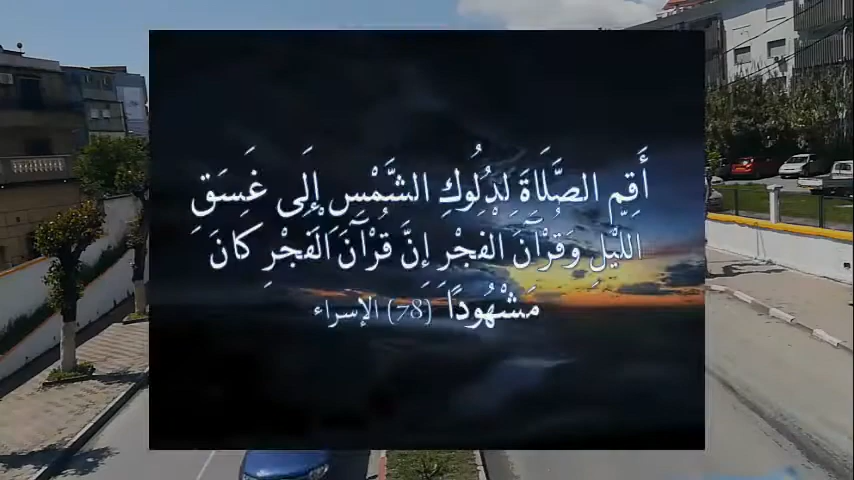 أَقِمِ الصَّلَاةَ لِدُلُوكِ الشَّمْسِ إِلَى غَسَقِ
اللَّيْلِ وَقُرْآنَ الْفَجْرِ إِنَّ قُرْآنَ الْفَجْرِ كَانَ
مَشْهُودًا (78) الإسراء